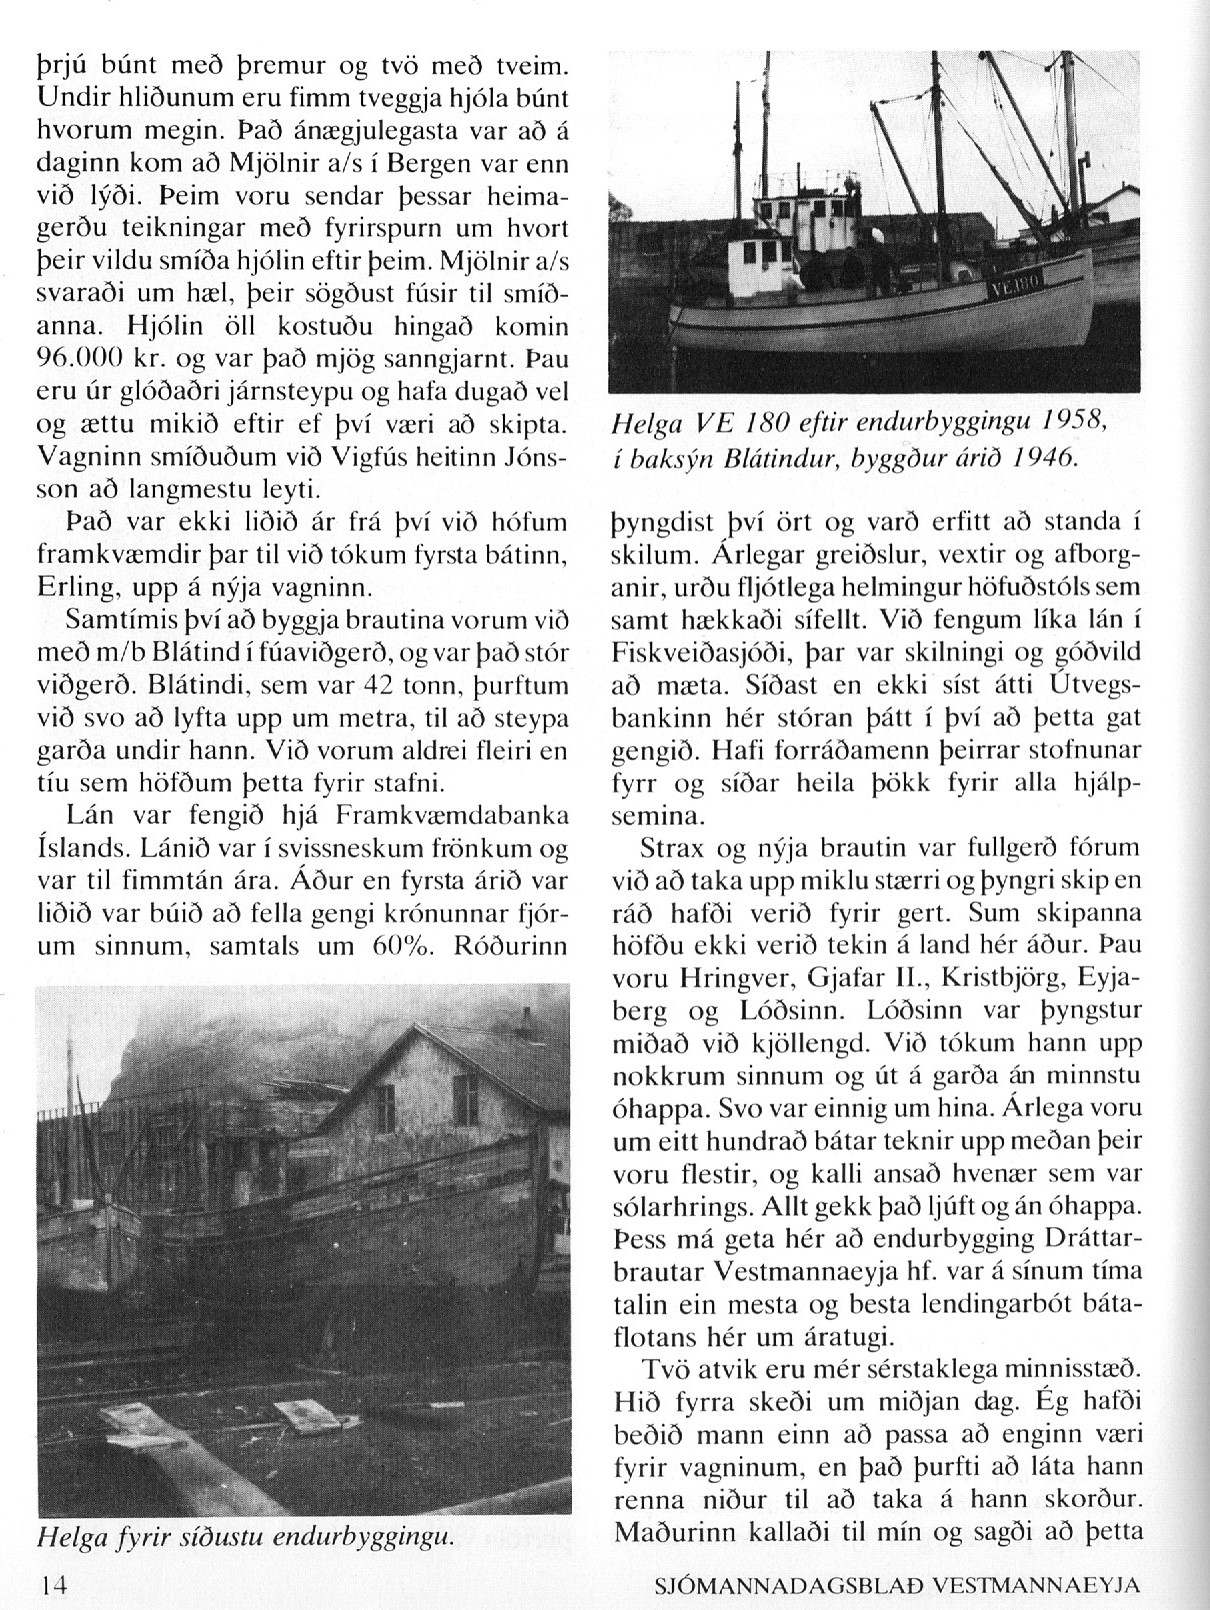 þrjú búnt með þremur og tvö með tveim.
Undir hliðunum eru fimm tveggja hjóla búnt
hvorum megin. Það ánægjulegasta var að á
daginn kom að Mjölnir a/s í Bergen var enn
við lýði. Þeim voru sendar þessar heima-
gerðu teikningar með fyrirspurn um hvort
þeir vildu smíða hjólin eftir þeim. Mjölnir a/s
svaraði um hæl, þeir sögðust fúsir til smíð-
anna. Hjólin öll kostuðu hingað komin
96.000 kr. og var það mjög sanngjarnt. Þau
eru úr glóðaðri járnsteypu og hafa dugað vel
og ættu mikið eftir ef því væri að skipta.
Vagninn smíðuðum við Vigfús heitinn Jóns-
son að langmestu leyti.
Það var ekki liðið ár frá því við hófum
framkvæmdir þar til við tókum fyrsta bátinn,
Erling, upp á nýja vagninn.
Samtímis því að byggja brautina vorum við
með m/b Blátind í fúaviðgerð, og var það stór
viðgerð. Blátindi, sem var 42 tonn, þurftum
við svo að lyfta upp um metra, til að steypa
garða undir hann. Við vorum aldrei fleiri en
tíu sem höfðum þetta fyrir stafni.
Lán var fengið hjá Framkvæmdabanka
Íslands. Lánið var í svissneskum frönkum og
var til fimmtán ára. Áður en fyrsta árið var
liðið var búið að fella gengi krónunnar fjór-
um sinnum, samtals um 60%. Róðurinn
Helga fyrir síðustu endurbyggingu.
VE 180
Helga VE 180 eftir endurbyggingu 1958,
í baksýn Blátindur, byggður árið 1946.
þyngdist því ört og varð erfitt að standa í
skilum. Árlegar greiðslur, vextir og afborg-
anir, urðu fljótlega helmingur höfuðstóls sem
samt hækkaði sífellt. Við fengum líka lán í
Fiskveiðasjóði, þar var skilningi og góðvild
að mæta. Síðast en ekki síst átti Útvegs-
bankinn hér stóran þátt í því að þetta gat
gengið. Hafi forráðamenn þeirrar stofnunar
fyrr og síðar heila þökk fyrir alla hjálp-
semina.
Strax og nýja brautin var fullgerð fórum
við að taka upp miklu stærri og þyngri skip en
ráð hafði verið fyrir gert. Sum skipanna
höfðu ekki verið tekin á land hér áður. Þau
voru Hringver, Gjafar II., Kristbjörg, Eyja-
berg og Lóðsinn. Lóðsinn var þyngstur
miðað við kjöllengd. Við tókum hann upp
nokkrum sinnum og út á garða án minnstu
óhappa. Svo var einnig um hina. Árlega voru
um eitt hundrað bátar teknir upp meðan þeir
voru flestir, og kalli ansað hvenær sem var
sólarhrings. Allt gekk það ljúft og án óhappa.
Þess má geta hér að endurbygging Dráttar-
brautar Vestmannaeyja hf. var á sínum tíma
talin ein mesta og besta lendingarbót báta-
flotans hér um áratugi.
Tvö atvik eru mér sérstaklega minnisstæð.
Hið fyrra skeði um miðjan dag. Ég hafði
beðið mann einn að passa að enginn væri
fyrir vagninum, en það þurfti að láta hann
renna niður til að taka á hann skorður.
Maðurinn kallaði til mín og sagði að þetta
14
SJÓMANNADAGSBLAÐ VESTMANNAEYJA